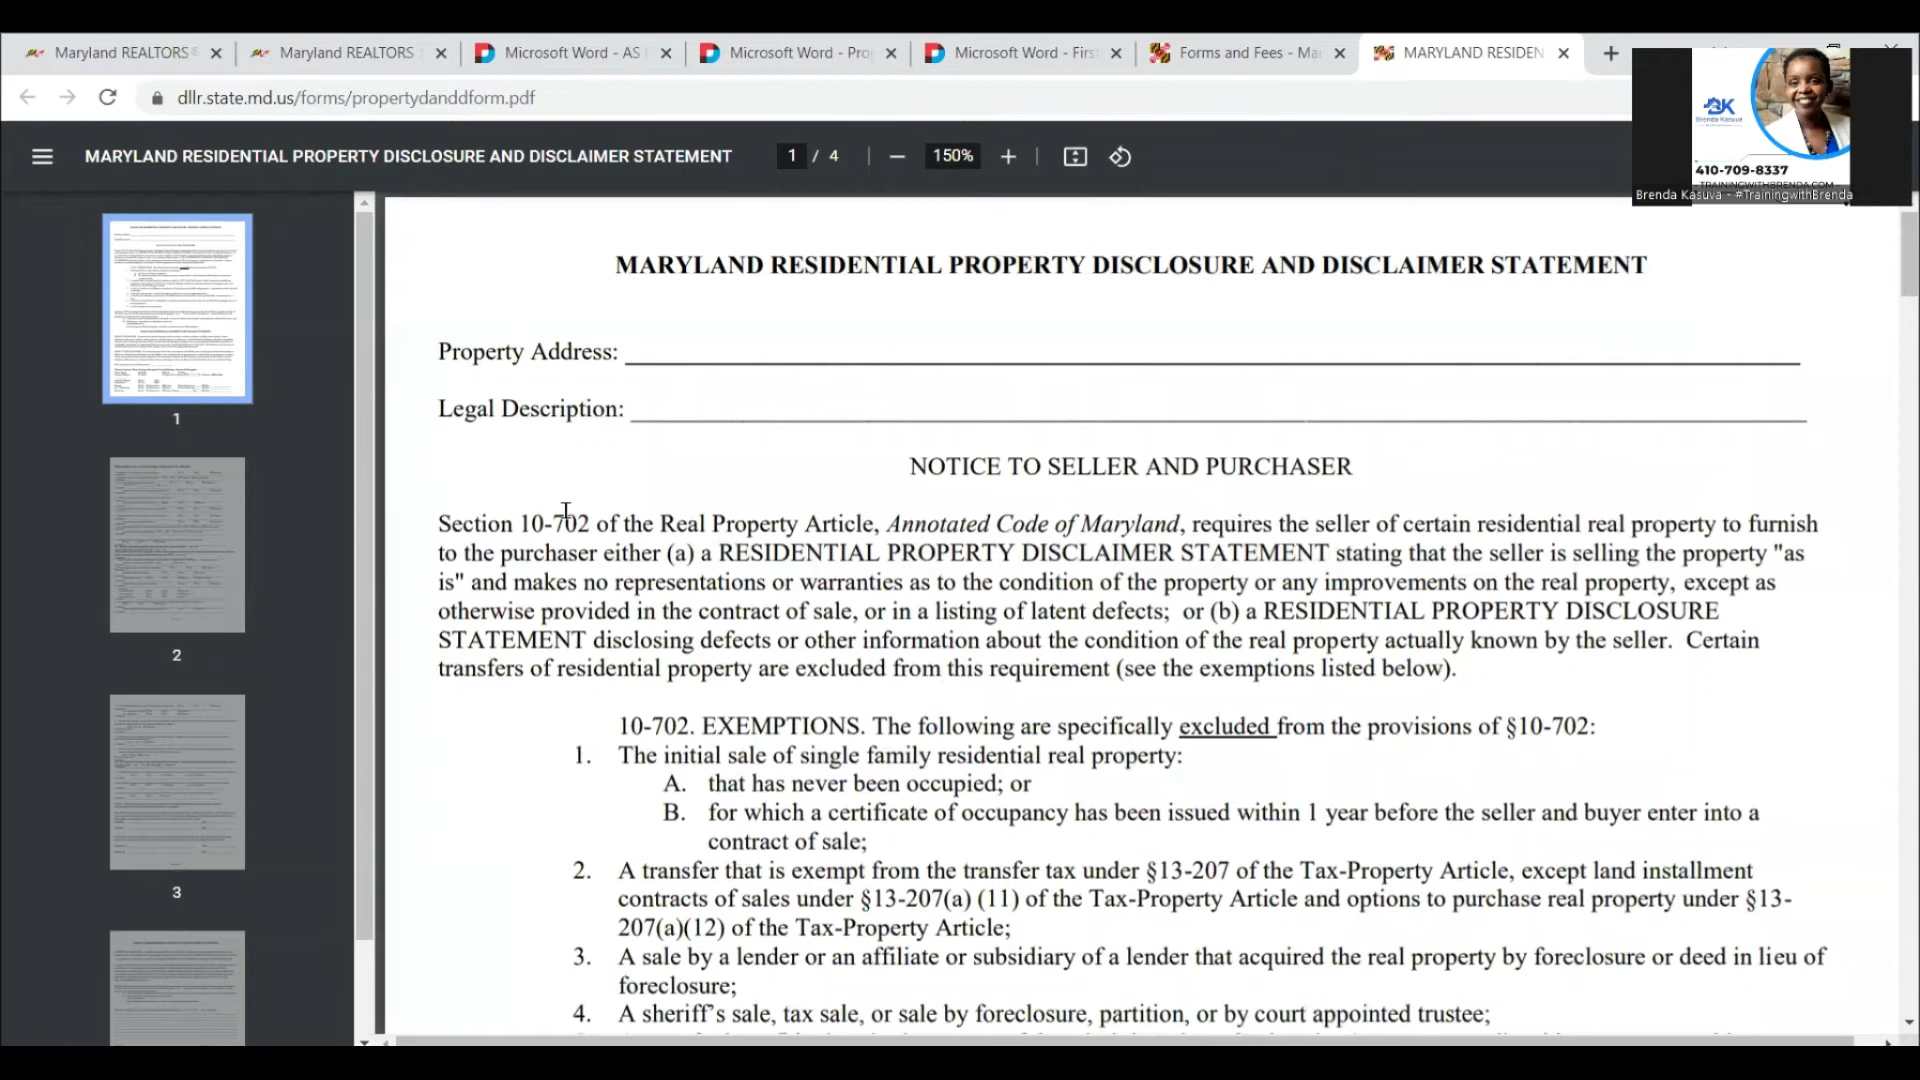 Maryland REALTORS®
Maryland REALTORS
Microsoft Word - AS
Microsoft Word - Pro
Microsoft Word - First
Forms and Fees - Ma
MARYLAND RESIDEN
dllr.state.md.us/forms/propertydanddform.pdf
MARYLAND RESIDENTIAL PROPERTY DISCLOSURE AND DISCLAIMER STATEMENT
1 / 4
150%
BK
Brenda Kasuva
410-709-8337
TRAININGWITHBRENDA.COM
Brenda Kasuva - #TrainingwithBrenda
1
2
3
MARYLAND RESIDENTIAL PROPERTY DISCLOSURE AND DISCLAIMER STATEMENT
Property Address:
Legal Description:
NOTICE TO SELLER AND PURCHASER
Section 10-702 of the Real Property Article, Annotated Code of Maryland, requires the seller of certain residential real property to furnish
to the purchaser either (a) a RESIDENTIAL PROPERTY DISCLAIMER STATEMENT stating that the seller is selling the property "as
is" and makes no representations or warranties as to the condition of the property or any improvements on the real property, except as
otherwise provided in the contract of sale, or in a listing of latent defects; or (b) a RESIDENTIAL PROPERTY DISCLOSURE
STATEMENT disclosing defects or other information about the condition of the real property actually known by the seller. Certain
transfers of residential property are excluded from this requirement (see the exemptions listed below).
10-702. EXEMPTIONS. The following are specifically excluded from the provisions of §10-702:
1. The initial sale of single family residential real property:
A. that has never been occupied; or
B. for which a certificate of occupancy has been issued within 1 year before the seller and buyer enter into a
contract of sale;
2. A transfer that is exempt from the transfer tax under §13-207 of the Tax-Property Article, except land installment
contracts of sales under §13-207(a) (11) of the Tax-Property Article and options to purchase real property under §13-
207(a)(12) of the Tax-Property Article;
3. A sale by a lender or an affiliate or subsidiary of a lender that acquired the real property by foreclosure or deed in lieu of
foreclosure;
4. A sheriff's sale, tax sale, or sale by foreclosure, partition, or by court appointed trustee;